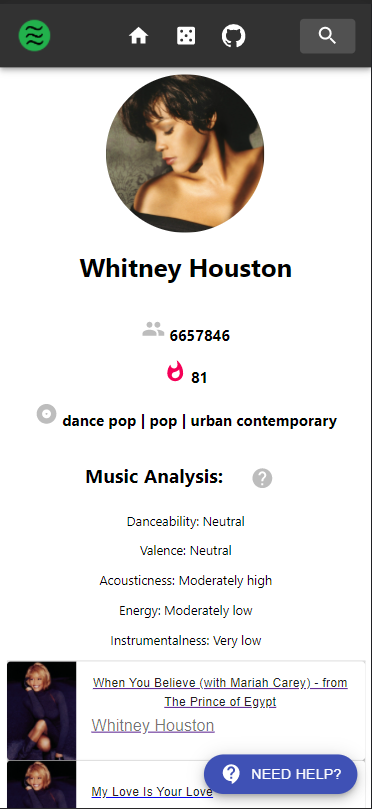 Whitney Houston
6657846
81
dance pop | pop | urban contemporary
Music Analysis:
Danceability: Neutral
Valence: Neutral
Acousticness: Moderately high
Energy: Moderately low
Instrumentalness: Very low
When You Believe (with Mariah Carey) - from
The Prince of Egypt
Whitney Houston
My Love Is Your Love
NEED HELP?